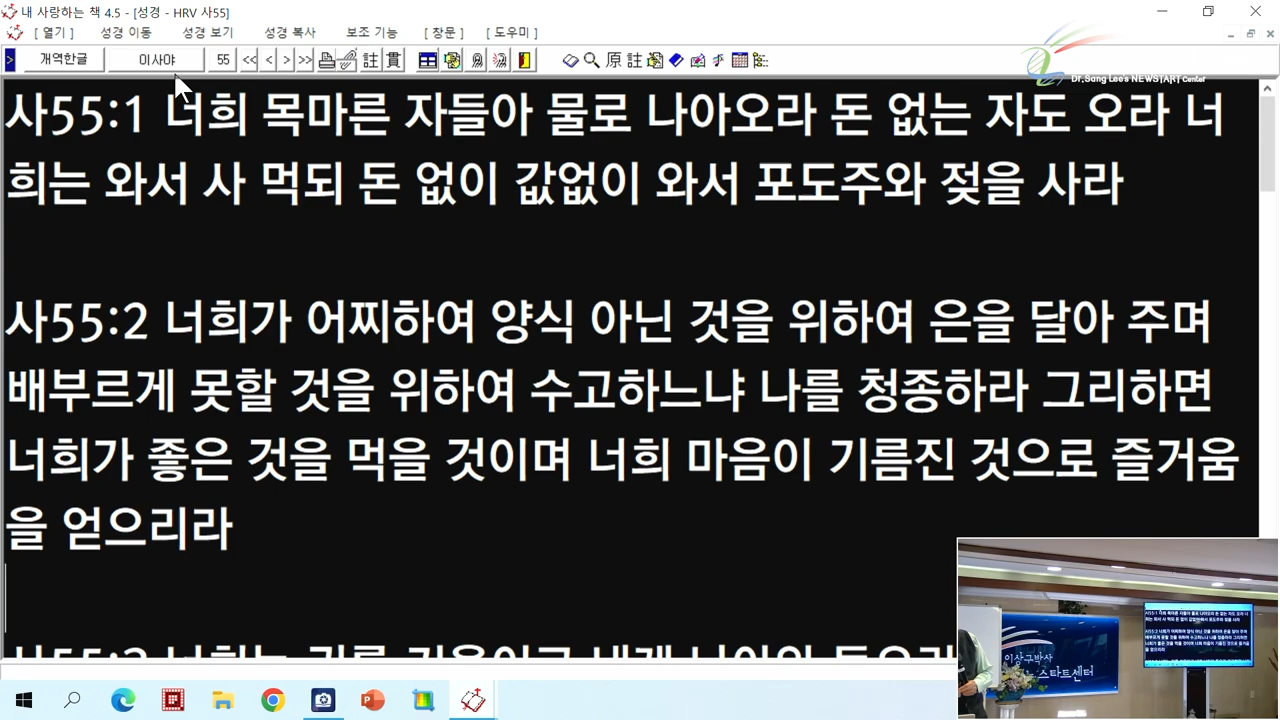 내 사랑하는 책 4.5 - [성경 - HRV 사55]
[ 열기 ] 성경 이동 성경 보기 성경 복사 보조 기능 [ 창문 ] [ 도우미 ]
개역한글 이사야 55 << < > >> 註 貫 原 註
Dr.Sang Lee's NEWSTART Center
사55:1 너희 목마른 자들아 물로 나아오라 돈 없는 자도 오라 너
희는 와서 사 먹되 돈 없이 값없이 와서 포도주와 젖을 사라
사55:2 너희가 어찌하여 양식 아닌 것을 위하여 은을 달아 주며
배부르게 못할 것을 위하여 수고하느냐 나를 청종하라 그리하면
너희가 좋은 것을 먹을 것이며 너희 마음이 기름진 것으로 즐거움
을 얻으리라
이상구박사
스타트센터